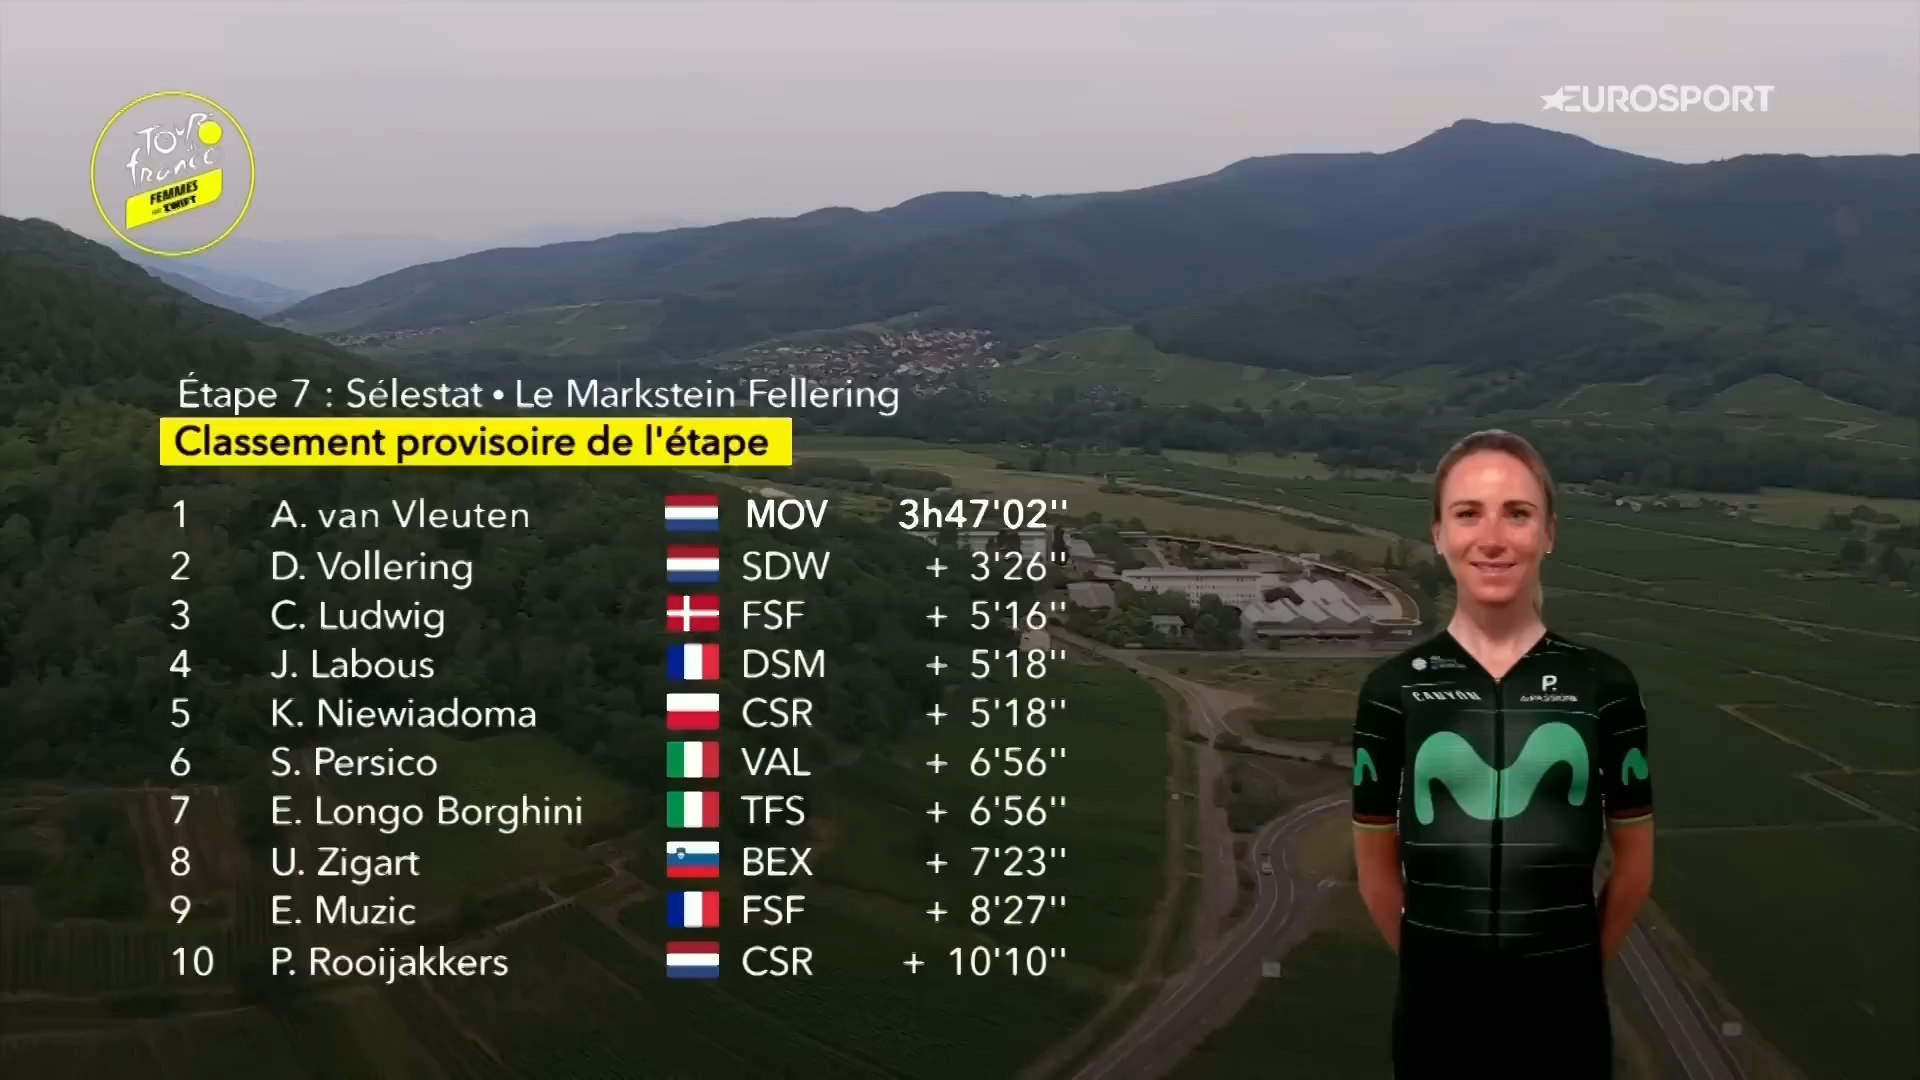 TOUR
de
france
FEMMES
ZWIFT
EUROSPORT
Étape 7 : Sélestat • Le Markstein Fellering
Classement provisoire de l'étape
1 A. van Vleuten MOV 3h47'02''
2 D. Vollering SDW + 3'26''
3 C. Ludwig FSF + 5'16''
4 J. Labous DSM + 5'18''
5 K. Niewiadoma CSR + 5'18''
6 S. Persico VAL + 6'56''
7 E. Longo Borghini TFS + 6'56''
8 U. Zigart BEX + 7'23''
9 E. Muzic FSF + 8'27''
10 P. Rooijakkers CSR + 10'10''
CANYON
P.